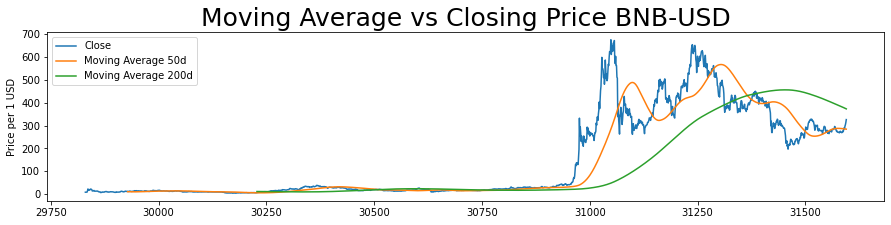 Moving Average vs Closing Price BNB-USD
700
600
500
400
300
200
100
0
Price per 1 USD
Close
Moving Average 50d
Moving Average 200d
29750 30000 30250 30500 30750 31000 31250 31500